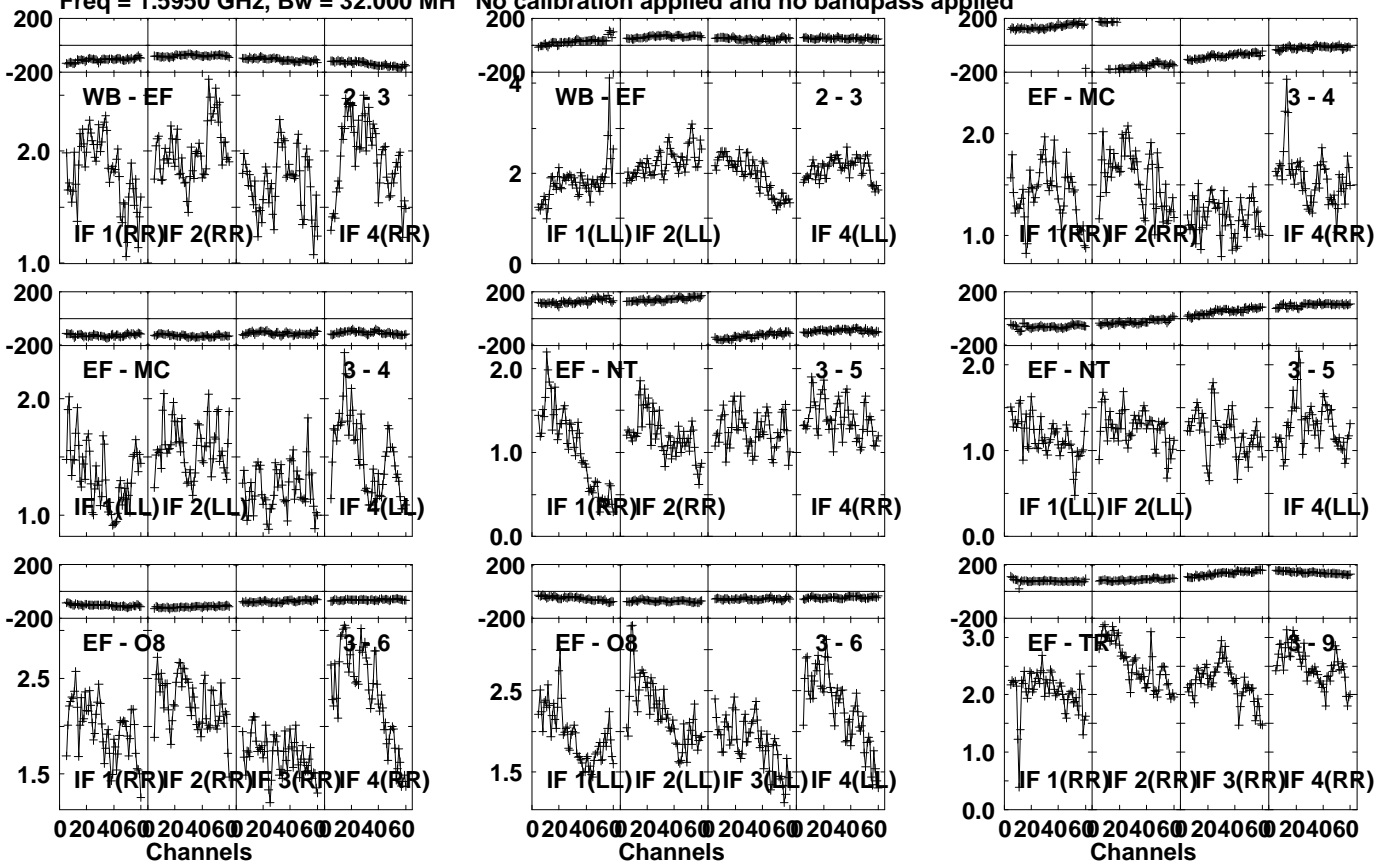 Freq = 1.5950 GHz, Bw = 32.000 MH No calibration applied and no bandpass applied
200
-200
WB - EF 2 - 3
2.0
IF 1(RR) IF 2(RR) IF 4(RR)
1.0
200
-200
4
WB - EF 2 - 3
2
IF 1(LL) IF 2(LL) IF 4(LL)
0
200
-200
EF - MC 3 - 4
2.0
1.0
IF 1(RR) IF 2(RR) IF 4(RR)
200
-200
EF - MC 3 - 4
2.0
IF 1(LL) IF 2(LL) IF 4(LL)
1.0
200
-200
2.0
EF - NT 3 - 5
1.0
IF 1(RR) IF 2(RR) IF 4(RR)
0.0
200
-200
2.0
EF - NT 3 - 5
1.0
IF 1(LL) IF 2(LL) IF 4(LL)
0.0
200
-200
EF - O8 3 - 6
2.5
1.5
IF 1(RR) IF 2(RR) IF 3(RR) IF 4(RR)
0 20 40 60 0 20 40 60 0 20 40 60 0 20 40 60
Channels
200
-200
EF - O8 3 - 6
2.5
1.5
IF 1(LL) IF 2(LL) IF 3(LL) IF 4(LL)
0 20 40 60 0 20 40 60 0 20 40 60 0 20 40 60
Channels
200
-200
3.0
EF - TR 3 - 9
2.0
1.0
IF 1(RR) IF 2(RR) IF 3(RR) IF 4(RR)
0.0
0 20 40 60 0 20 40 60 0 20 40 60 0 20 40 60
Channels